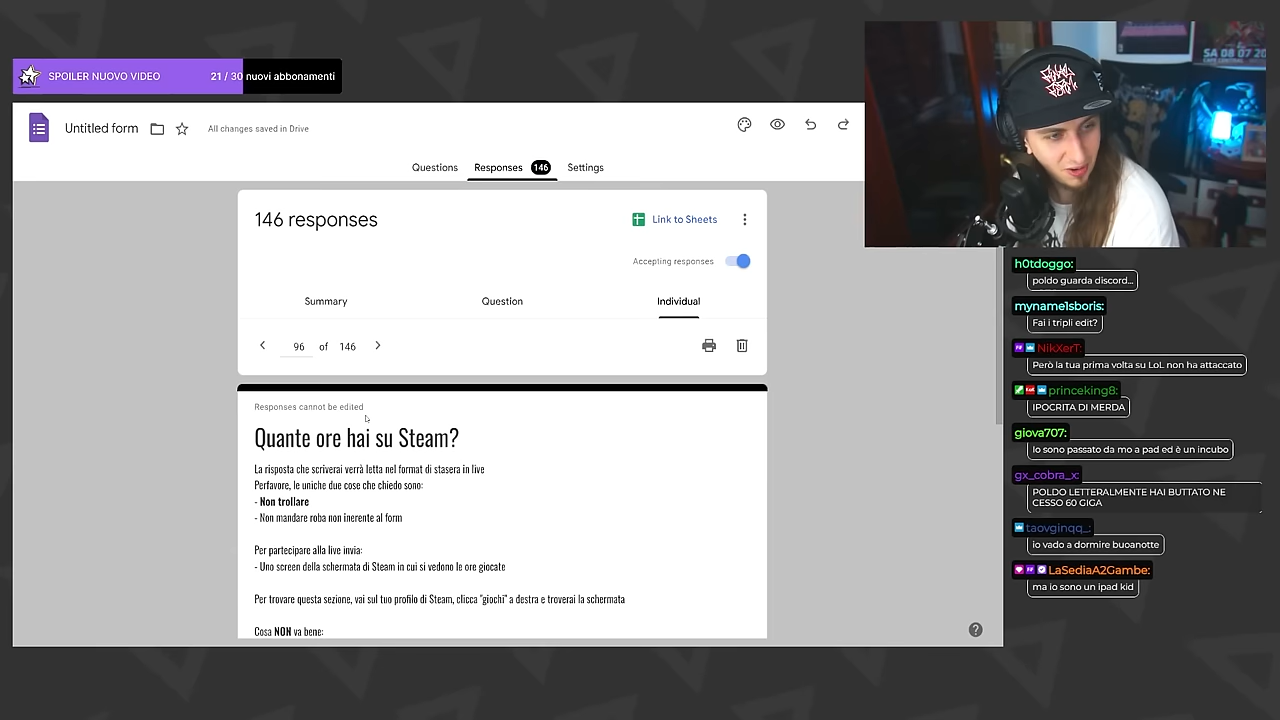 SPOILER NUOVO VIDEO 21 / 30 nuovi abbonamenti
SA 08 07 20
Untitled form
All changes saved in Drive
Questions
Responses 146
Settings
146 responses
Link to Sheets
Accepting responses
Summary
Question
Individual
96 of 146
Responses cannot be edited
Quante ore hai su Steam?
La risposta che scriverai verrà letta nel format di stasera in live
Perfavore, le uniche due cose che chiedo sono:
- Non trollare
- Non mandare roba non inerente al form
Per partecipare alla live invia:
- Uno screen della schermata di Steam in cui si vedono le ore giocate
Per trovare questa sezione, vai sul tuo profilo di Steam, clicca "giochi" a destra e troverai la schermata
Cosa NON va bene:
h0tdoggo:
poldo guarda discord...
myname1sboris:
Fai i tripli edit?
NikXerT:
Però la tua prima volta su LoL non ha attaccato
princeking8:
IPOCRITA DI MERDA
giova707:
Io sono passato da mo a pad ed è un incubo
gx_cobra_x:
POLDO LETTERALMENTE HAI BUTTATO NE
CESSO 60 GIGA
taovginqq_:
io vado a dormire buoanotte
LaSediaA2Gambe:
ma io sono un ipad kid